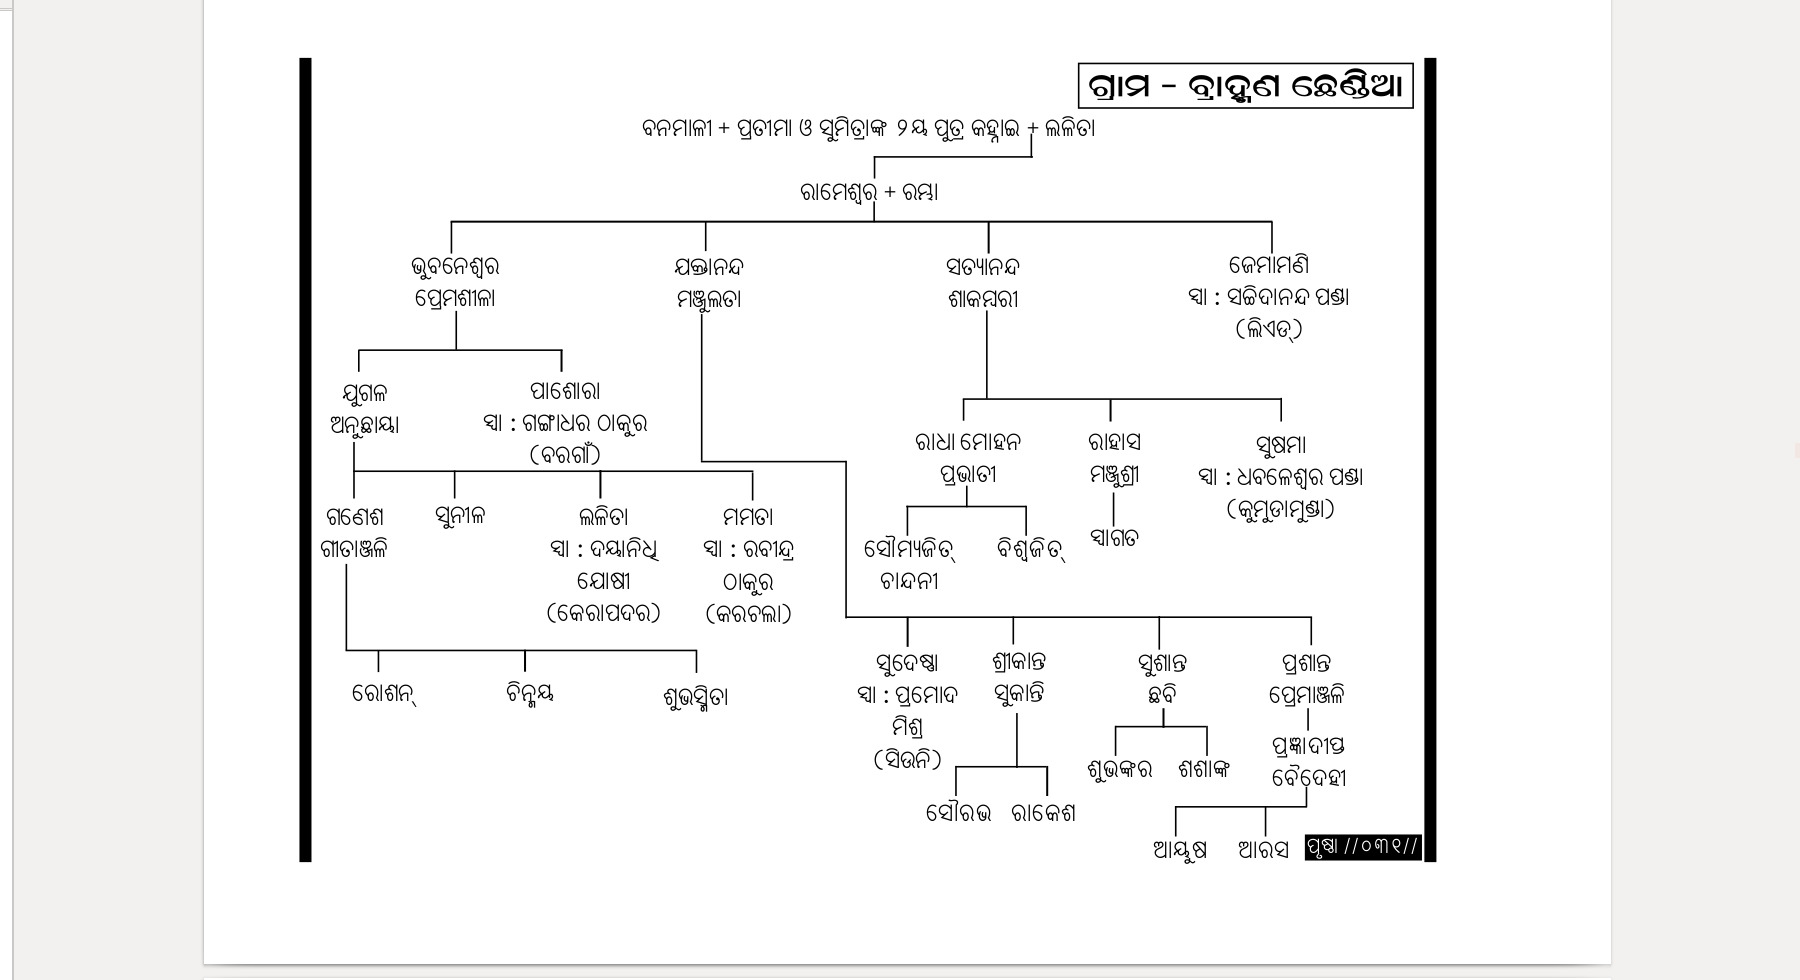 ଗ୍ରାମ - ବ୍ରାହ୍ମଣ ଛେଣ୍ଡିଆ
ବନମାଳୀ + ପ୍ରତୀମା ଓ ସୁମିତ୍ରାଙ୍କ ୨ୟ ପୁତ୍ର କହ୍ନାଇ + ଲଳିତା
ରାମେଶ୍ୱର + ରମ୍ଭା
ଭୁବନେଶ୍ୱର
ପ୍ରେମଶୀଳା
ଯକ୍ତାନନ୍ଦ
ମଞ୍ଜୁଲତା
ସତ୍ୟାନନ୍ଦ
ଶାକମ୍ବରୀ
ଜେମାମଣି
ସ୍ୱା : ସଚ୍ଚିଦାନନ୍ଦ ପଣ୍ଡା
(ଲିଏଡ୍)
ଯୁଗଳ
ଅନୁଛାୟା
ପାଶୋରା
ସ୍ୱା : ଗଙ୍ଗାଧର ଠାକୁର
(ବରଗାଁ)
ରାଧା ମୋହନ
ପ୍ରଭାତୀ
ରାହାସ
ମଞ୍ଜୁଶ୍ରୀ
ସୁଷମା
ସ୍ୱା : ଧବଳେଶ୍ୱର ପଣ୍ଡା
(କୁମୁଡାମୁଣ୍ଡା)
ଗଣେଶ
ଗୀତାଞ୍ଜଳି
ସୁନୀଳ
ଲଳିତା
ସ୍ୱା : ଦୟାନିଧି
ଯୋଷୀ
(କେରାପଦର)
ମମତା
ସ୍ୱା : ରବୀନ୍ଦ୍ର
ଠାକୁର
(କରଚଲା)
ସୌମ୍ୟଜିତ୍
ଚାନ୍ଦନୀ
ବିଶ୍ୱଜିତ୍
ସ୍ୱାଗତ
ରୋଶନ୍
ଚିନ୍ମୟ
ଶୁଭସ୍ମିତା
ସୁଦେଷ୍ଣା
ସ୍ୱା : ପ୍ରମୋଦ
ମିଶ୍ର
(ସିଉନି)
ଶ୍ରୀକାନ୍ତ
ସୁକାନ୍ତି
ସୁଶାନ୍ତ
ଛବି
ପ୍ରଶାନ୍ତ
ପ୍ରେମାଞ୍ଜଳି
ସୌରଭ
ରାକେଶ
ଶୁଭଙ୍କର
ଶଶାଙ୍କ
ପ୍ରଜ୍ଞାଦୀପ୍ତ
ବୈଦେହୀ
ଆୟୁଷ
ଆରସ
ପୃଷ୍ଠା //୦୩୧//